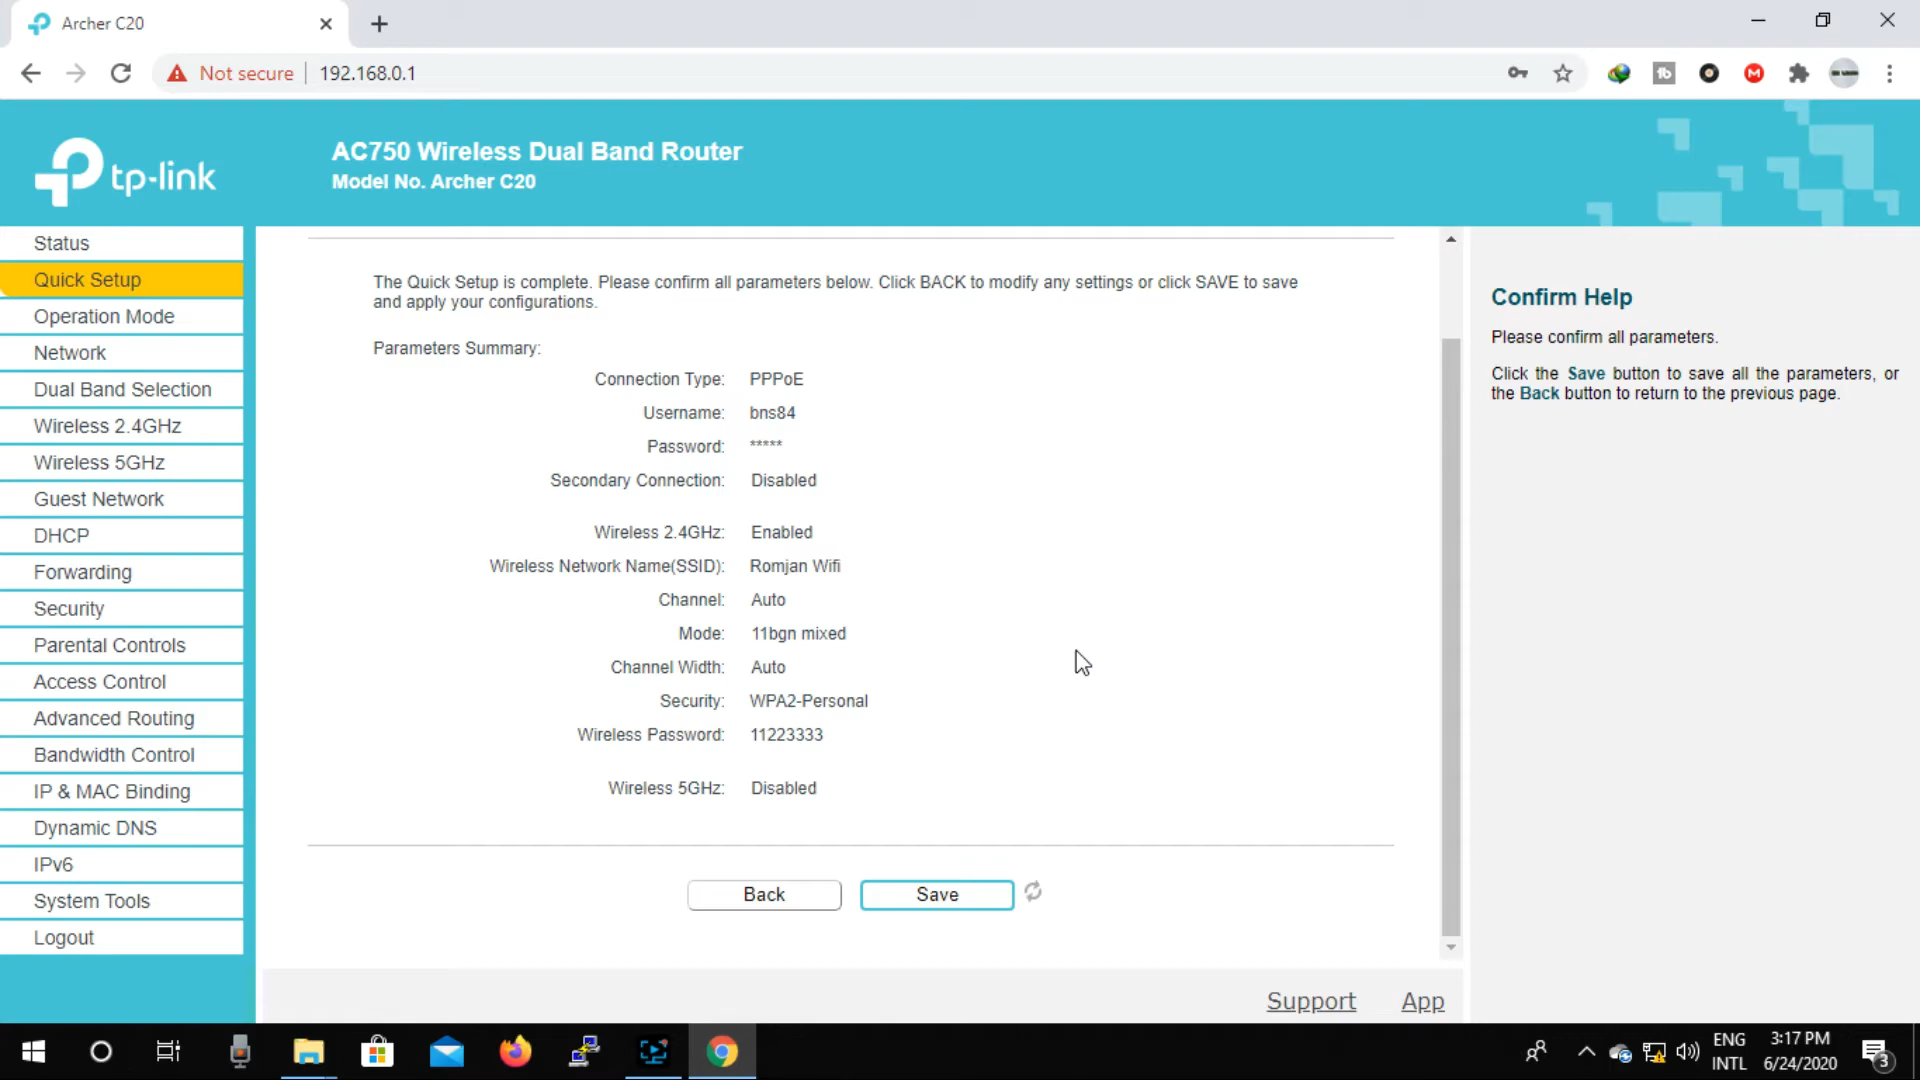 Archer C20
Not secure
192.168.0.1
tp-link
AC750 Wireless Dual Band Router
Model No. Archer C20
Status
Quick Setup
Operation Mode
Network
Dual Band Selection
Wireless 2.4GHz
Wireless 5GHz
Guest Network
DHCP
Forwarding
Security
Parental Controls
Access Control
Advanced Routing
Bandwidth Control
IP & MAC Binding
Dynamic DNS
IPv6
System Tools
Logout
The Quick Setup is complete. Please confirm all parameters below. Click BACK to modify any settings or click SAVE to save
and apply your configurations.
Parameters Summary:
Connection Type: PPPoE
Username: bns84
Password: *****
Secondary Connection: Disabled
Wireless 2.4GHz: Enabled
Wireless Network Name(SSID): Romjan Wifi
Channel: Auto
Mode: 11bgn mixed
Channel Width: Auto
Security: WPA2-Personal
Wireless Password: 11223333
Wireless 5GHz: Disabled
Back
Save
Support
App
Confirm Help
Please confirm all parameters.
Click the Save button to save all the parameters, or
the Back button to return to the previous page.
ENG
INTL
3:17 PM
6/24/2020
3